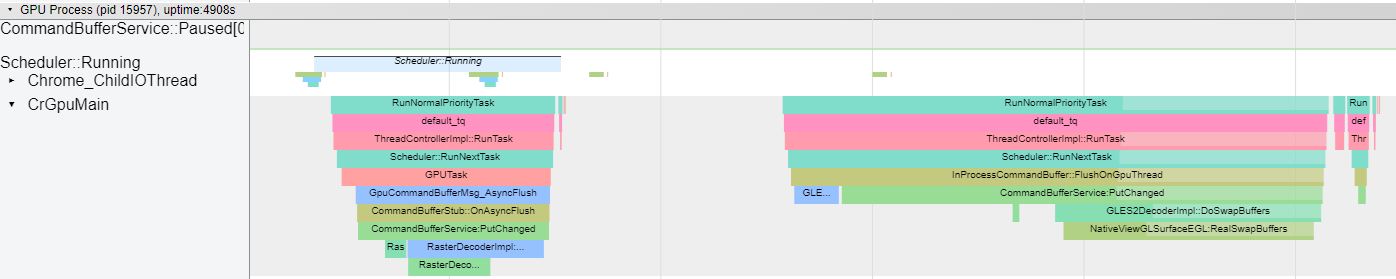 GPU Process (pid 15957), uptime:4908s
CommandBufferService::Paused[0
Scheduler::Running
Scheduler::Running
Chrome_ChildIOThread
CrGpuMain
RunNormalPriorityTask RunNormalPriorityTask Run
default_tq default_tq def
ThreadControllerImpl::RunTask ThreadControllerImpl::RunTask Thr
Scheduler::RunNextTask Scheduler::RunNextTask
GPUTask InProcessCommandBuffer::FlushOnGpuThread
GpuCommandBufferMsg_AsyncFlush GLE... CommandBufferService:PutChanged
CommandBufferStub::OnAsyncFlush GLES2DecoderImpl::DoSwapBuffers
CommandBufferService:PutChanged NativeViewGLSurfaceEGL:RealSwapBuffers
Ras RasterDecoderImpl:...
RasterDeco...